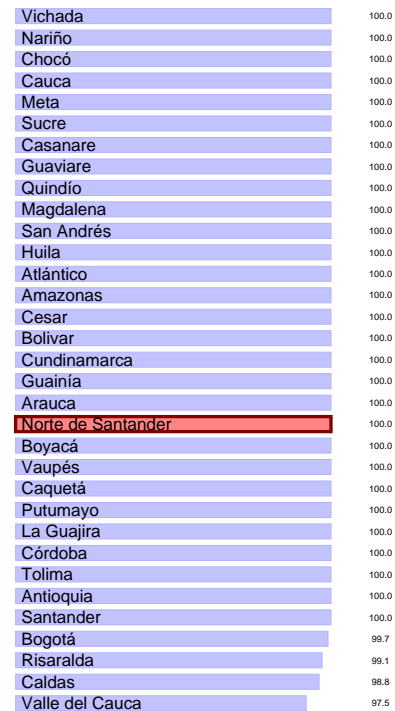 Vichada 100.0
Nariño 100.0
Chocó 100.0
Cauca 100.0
Meta 100.0
Sucre 100.0
Casanare 100.0
Guaviare 100.0
Quindío 100.0
Magdalena 100.0
San Andrés 100.0
Huila 100.0
Atlántico 100.0
Amazonas 100.0
Cesar 100.0
Bolivar 100.0
Cundinamarca 100.0
Guainía 100.0
Arauca 100.0
Norte de Santander 100.0
Boyacá 100.0
Vaupés 100.0
Caquetá 100.0
Putumayo 100.0
La Guajira 100.0
Córdoba 100.0
Tolima 100.0
Antioquia 100.0
Santander 100.0
Bogotá 99.7
Risaralda 99.1
Caldas 98.8
Valle del Cauca 97.5